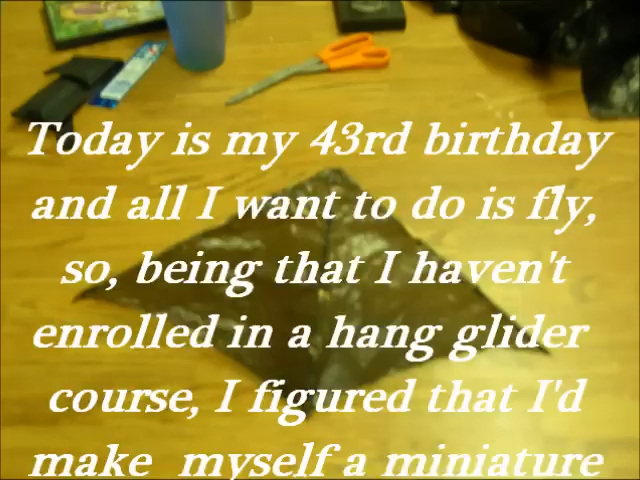 Today is my 43rd birthday
and all I want to do is fly,
so, being that I haven't
enrolled in a hang glider
course, I figured that I'd
make myself a miniature